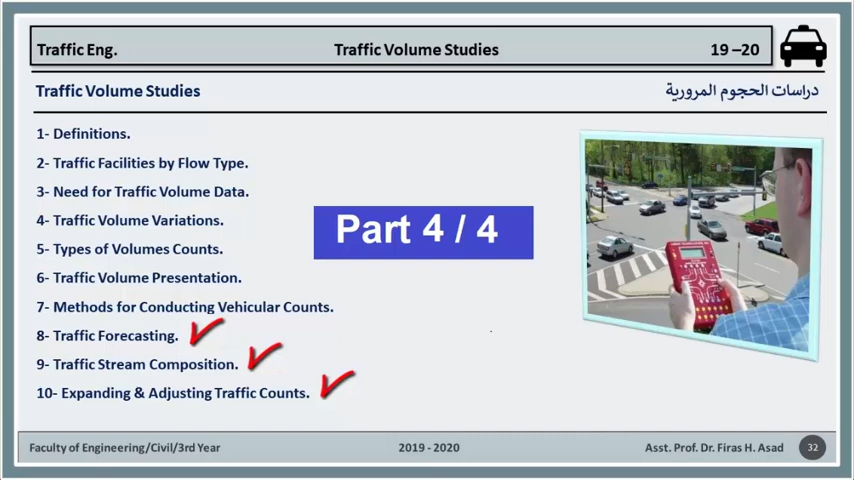 Traffic Eng. Traffic Volume Studies 19 –20
Traffic Volume Studies دراسات الحجوم المرورية
1- Definitions.
2- Traffic Facilities by Flow Type.
3- Need for Traffic Volume Data.
4- Traffic Volume Variations.
5- Types of Volumes Counts.
6- Traffic Volume Presentation.
7- Methods for Conducting Vehicular Counts.
8- Traffic Forecasting.
9- Traffic Stream Composition.
10- Expanding & Adjusting Traffic Counts.
Part 4 / 4
Faculty of Engineering/Civil/3rd Year 2019 - 2020 Asst. Prof. Dr. Firas H. Asad 32